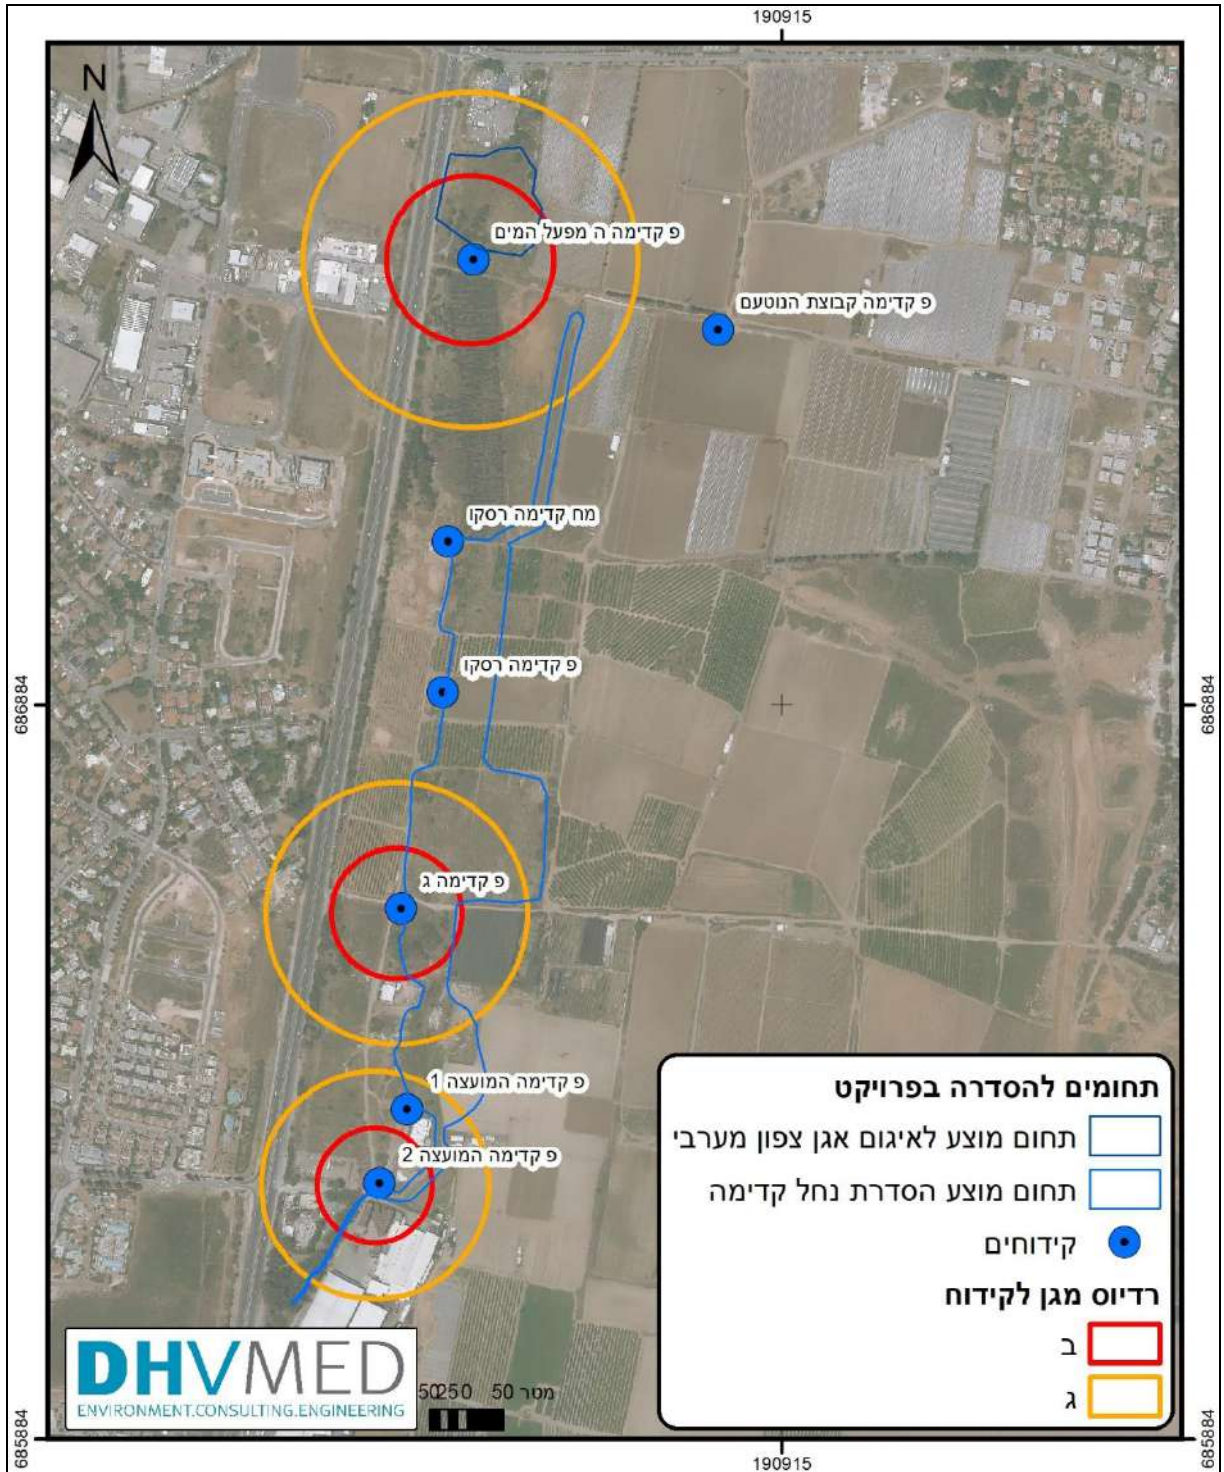 190915
N
פ קדימה ה מפעל המים
פ קדימה קבוצת הנוטעם
מח קדימה רסקו
פ קדימה רסקו
686884
686884
פ קדימה ג
פ קדימה המועצה 1
פ קדימה המועצה 2
תחומים להסדרה בפרויקט
תחום מוצע לאיגום אגן צפון מערבי
תחום מוצע הסדרת נחל קדימה
קידוחים
רדיוס מגן לקידוח
ב
ג
DHVMED
ENVIRONMENT.CONSULTING.ENGINEERING
50 25 0 50 מטר
685884
685884
190915